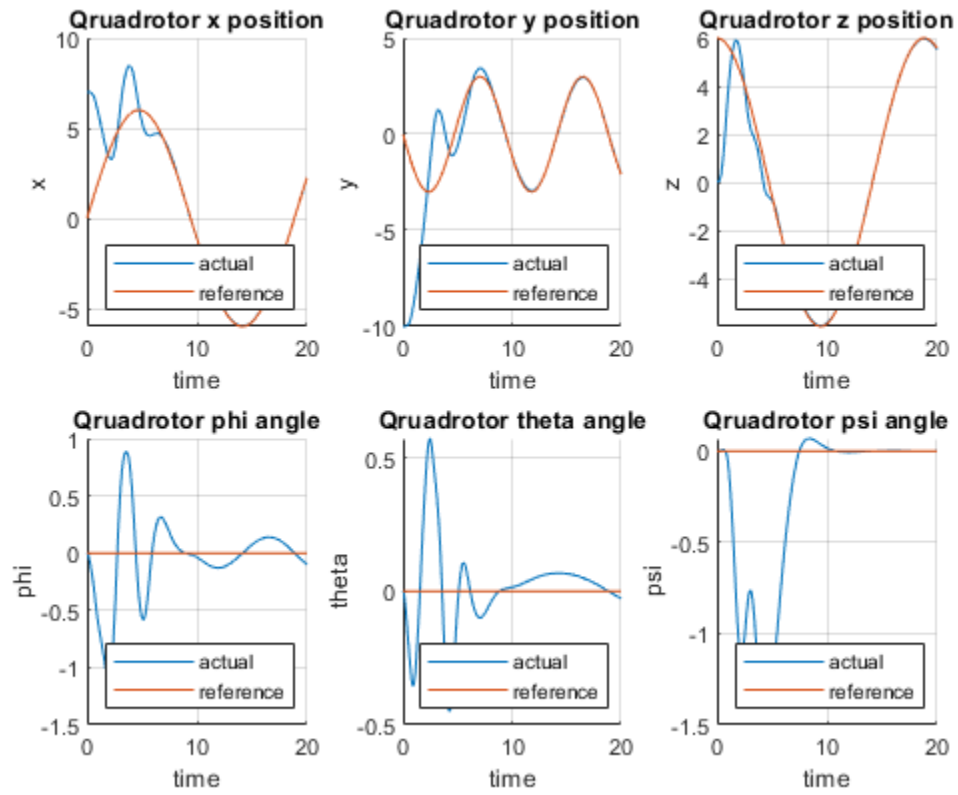 Qruadrotor x position
10
5
0
-5
x
actual
reference
0
10
20
time
Qruadrotor y position
5
0
-5
-10
y
actual
reference
0
10
20
time
Qruadrotor z position
6
4
2
0
-2
-4
z
actual
reference
0
10
20
time
Qruadrotor phi angle
1
0.5
0
-0.5
-1
-1.5
phi
actual
reference
0
10
20
time
Qruadrotor theta angle
0.5
0
-0.5
theta
actual
reference
0
10
20
time
Qruadrotor psi angle
0
-0.5
-1
-1.5
psi
actual
reference
0
10
20
time